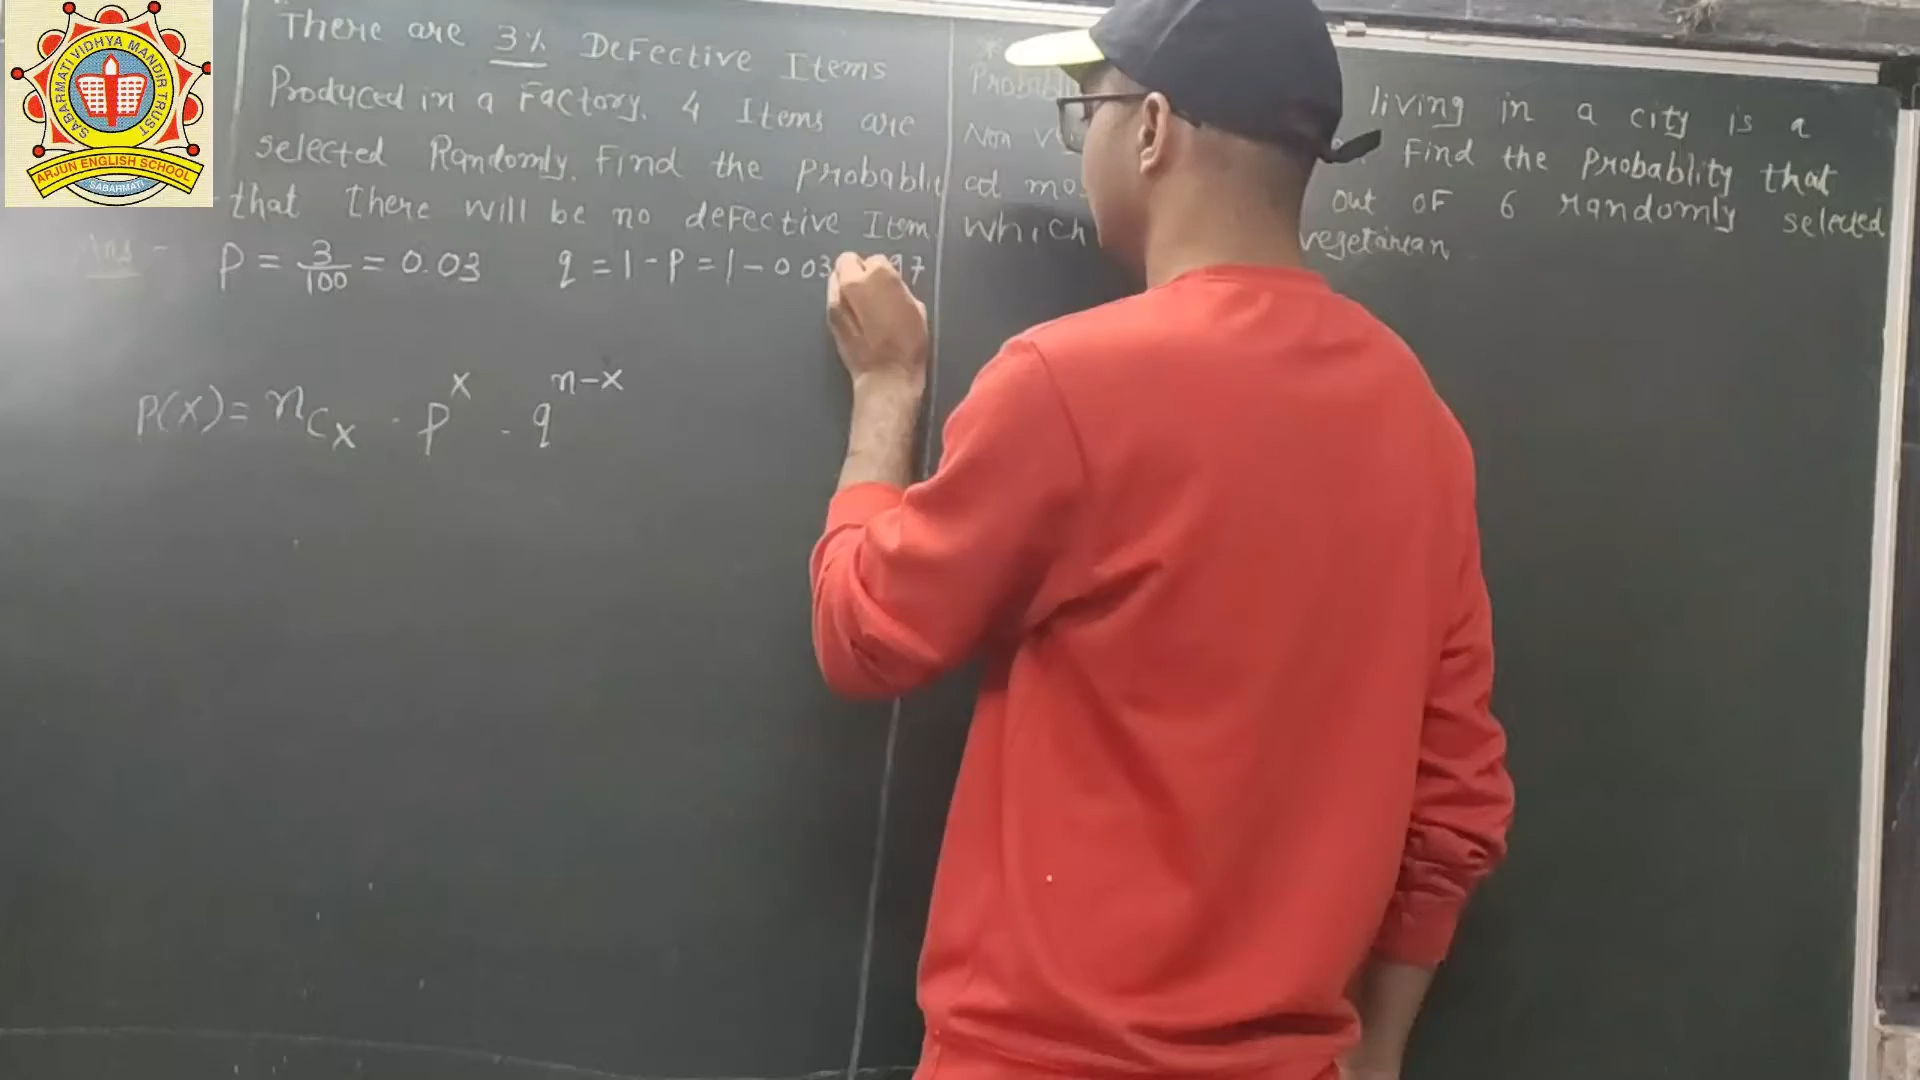 SABARMATI VIDHYA MANDIR TRUST
ARJUN ENGLISH SCHOOL
SABARMATI
There are 3% Defective Items
Produced in a Factory. 4 Items are
selected Randomly. Find the Probablit
that there will be no defective Item
Ans -
P = 3/100 = 0.03 q = 1 - P = 1 - 0.03 97
P(x) = nCx . P^x . q^n-x
living in a city is a
Non
Find the Probablity that
out of 6 randomly selected
which vegetarian